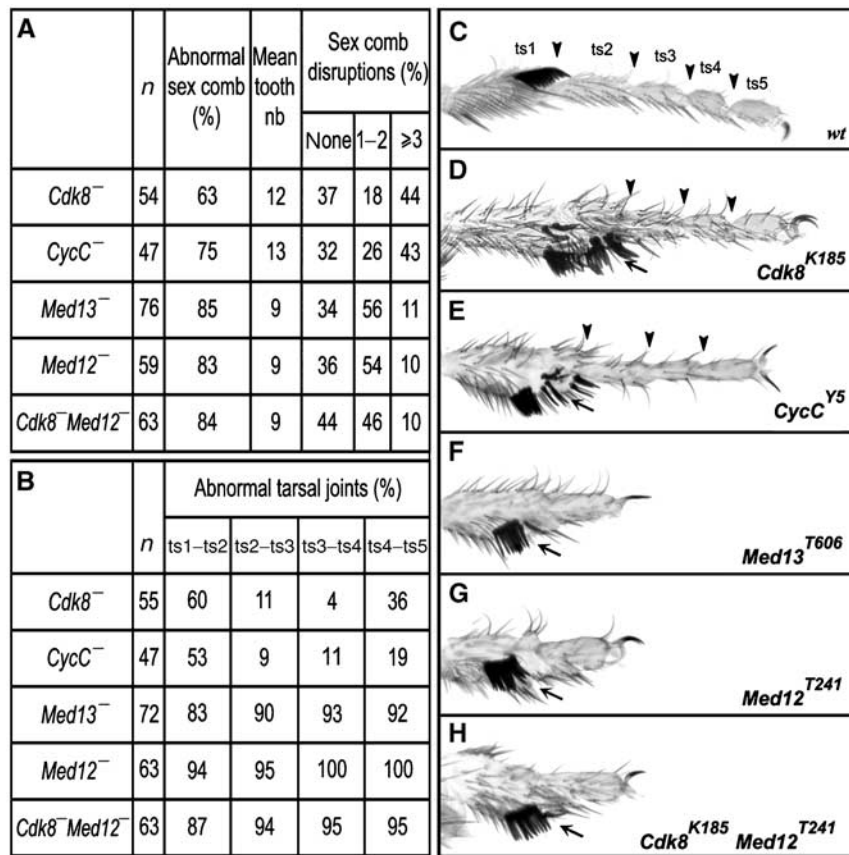 A
n
Abnormal sex comb (%)
Mean tooth nb
Sex comb disruptions (%)
None 1–2 ⩾3
Cdk8⁻ 54 63 12 37 18 44
CycC⁻ 47 75 13 32 26 43
Med13⁻ 76 85 9 34 56 11
Med12⁻ 59 83 9 36 54 10
Cdk8⁻Med12⁻ 63 84 9 44 46 10
B
n
Abnormal tarsal joints (%)
ts1–ts2 ts2–ts3 ts3–ts4 ts4–ts5
Cdk8⁻ 55 60 11 4 36
CycC⁻ 47 53 9 11 19
Med13⁻ 72 83 90 93 92
Med12⁻ 63 94 95 100 100
Cdk8⁻Med12⁻ 63 87 94 95 95
C
ts1 ts2 ts3 ts4 ts5
wt
D
Cdk8^K185
E
CycC^Y5
F
Med13^T606
G
Med12^T241
H
Cdk8^K185 Med12^T241